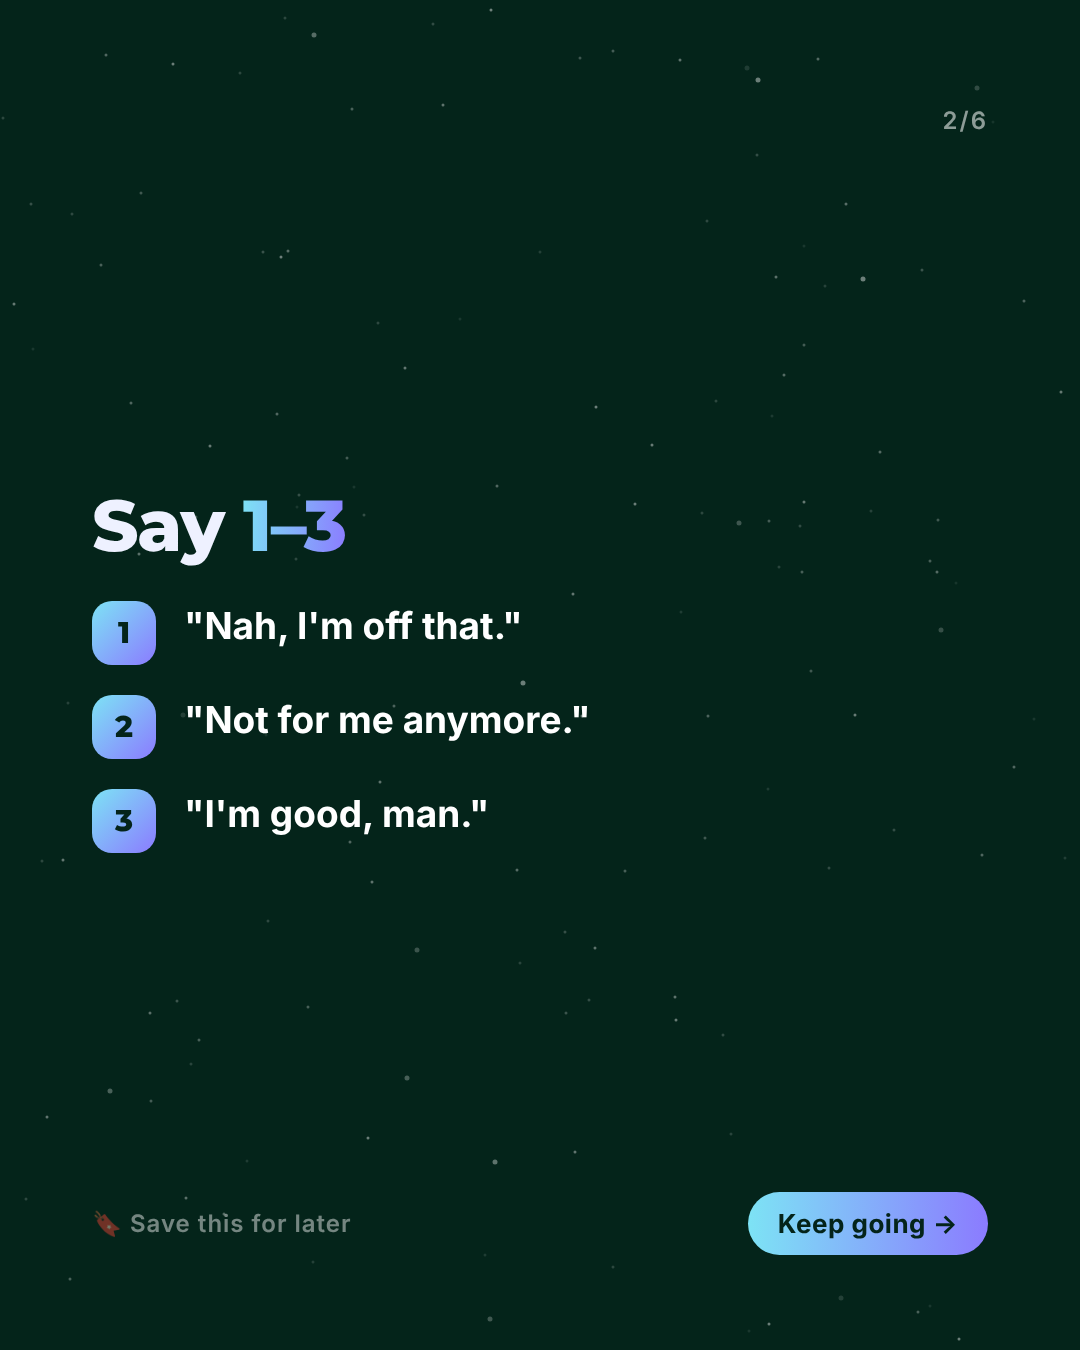 2/6
Say 1–3
1 "Nah, I'm off that."
2 "Not for me anymore."
3 "I'm good, man."
🔖 Save this for later
Keep going →